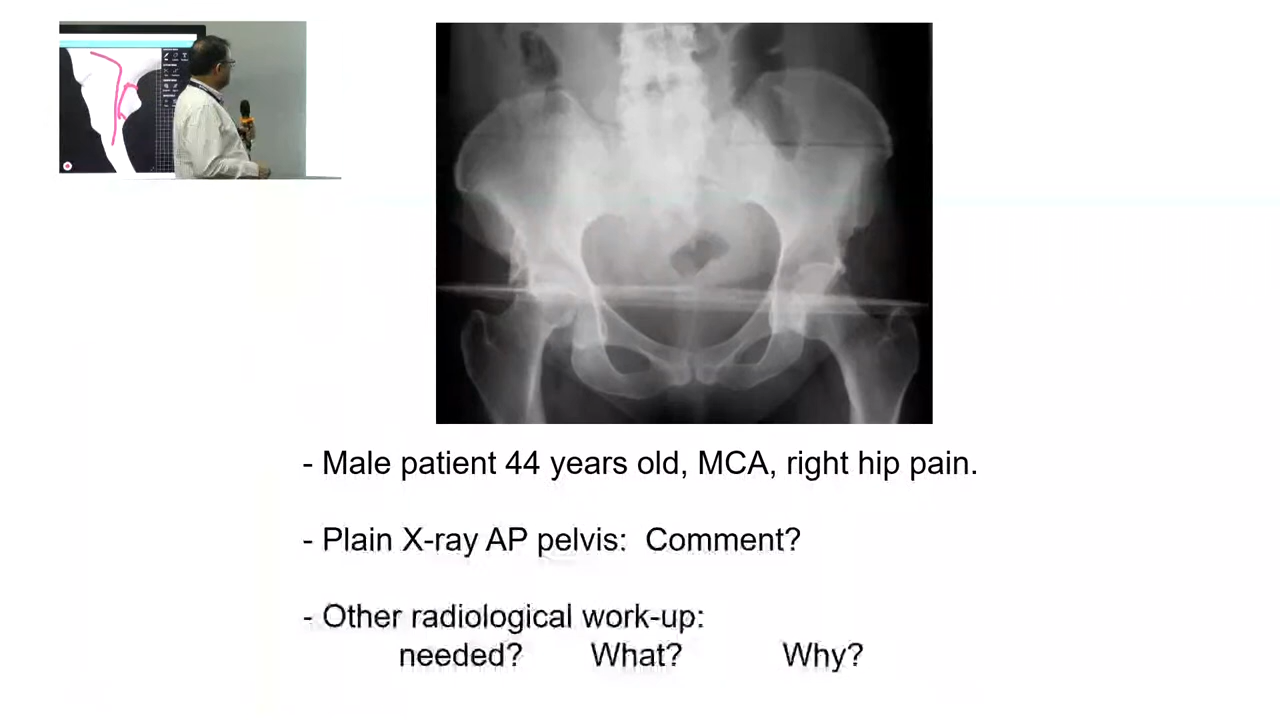 - Male patient 44 years old, MCA, right hip pain.
- Plain X-ray AP pelvis: Comment?
- Other radiological work-up:
needed? What? Why?